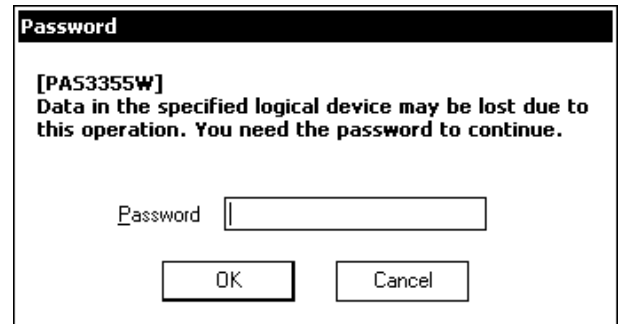 Password
[PAS3355W]
Data in the specified logical device may be lost due to
this operation. You need the password to continue.
Password
OK Cancel